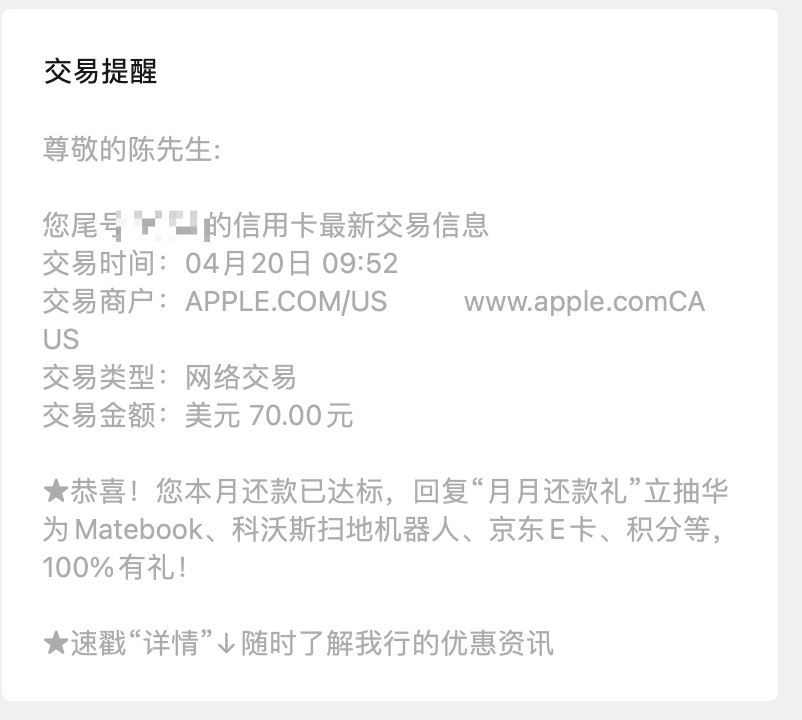 交易提醒
尊敬的陈先生:
您尾号 的信用卡最新交易信息
交易时间：04月20日 09:52
交易商户：APPLE.COM/US www.apple.comCA
US
交易类型：网络交易
交易金额：美元 70.00元
★恭喜！您本月还款已达标，回复“月月还款礼”立抽华
为Matebook、科沃斯扫地机器人、京东E卡、积分等，
100%有礼！
★速戳“详情”↓随时了解我行的优惠资讯